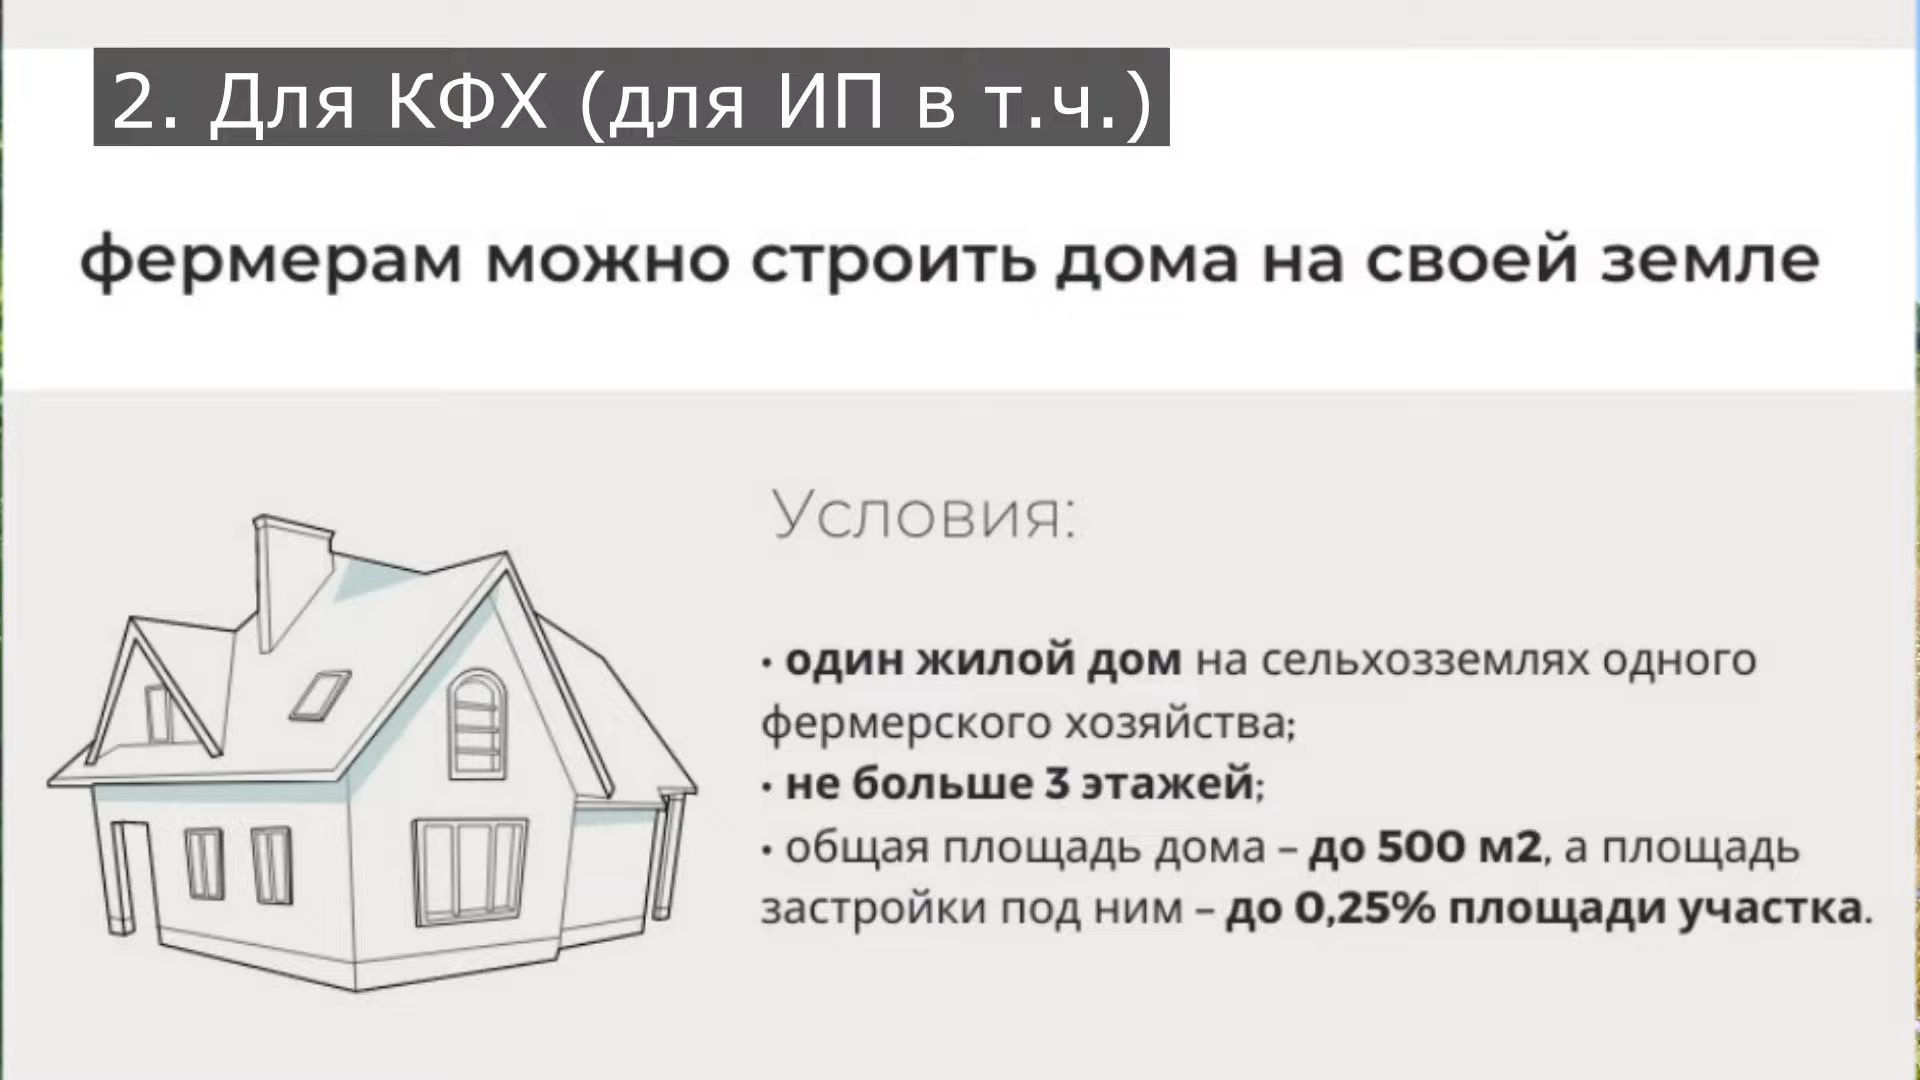 2. Для КФХ (для ИП в т.ч.)
фермерам можно строить дома на своей земле
Условия:
· один жилой дом на сельхозземлях одного
фермерского хозяйства;
· не больше 3 этажей;
· общая площадь дома – до 500 м2, а площадь
застройки под ним – до 0,25% площади участка.